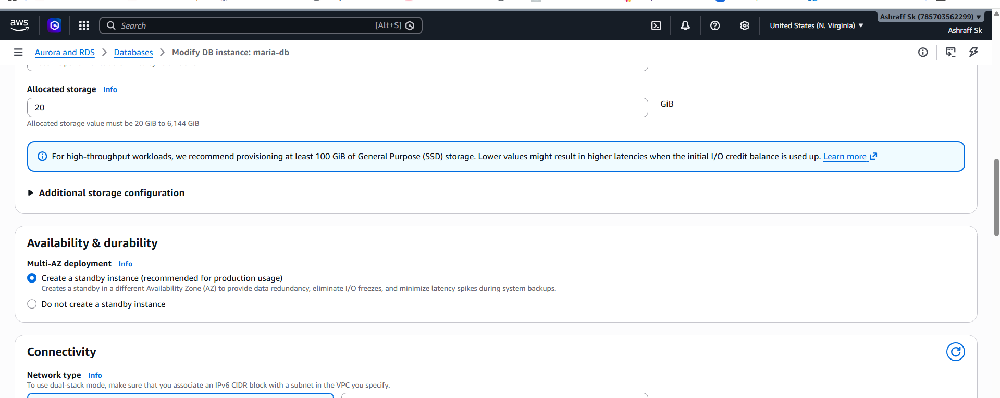 aws
Search [Alt+S]
United States (N. Virginia)
Ashraff Sk (785703562299)
Ashraff Sk
Aurora and RDS > Databases > Modify DB instance: maria-db
Allocated storage Info
20 GiB
Allocated storage value must be 20 GiB to 6,144 GiB
For high-throughput workloads, we recommend provisioning at least 100 GiB of General Purpose (SSD) storage. Lower values might result in higher latencies when the initial I/O credit balance is used up. Learn more
Additional storage configuration
Availability & durability
Multi-AZ deployment Info
Create a standby instance (recommended for production usage)
Creates a standby in a different Availability Zone (AZ) to provide data redundancy, eliminate I/O freezes, and minimize latency spikes during system backups.
Do not create a standby instance
Connectivity
Network type Info
To use dual-stack mode, make sure that you associate an IPv6 CIDR block with a subnet in the VPC you specify.